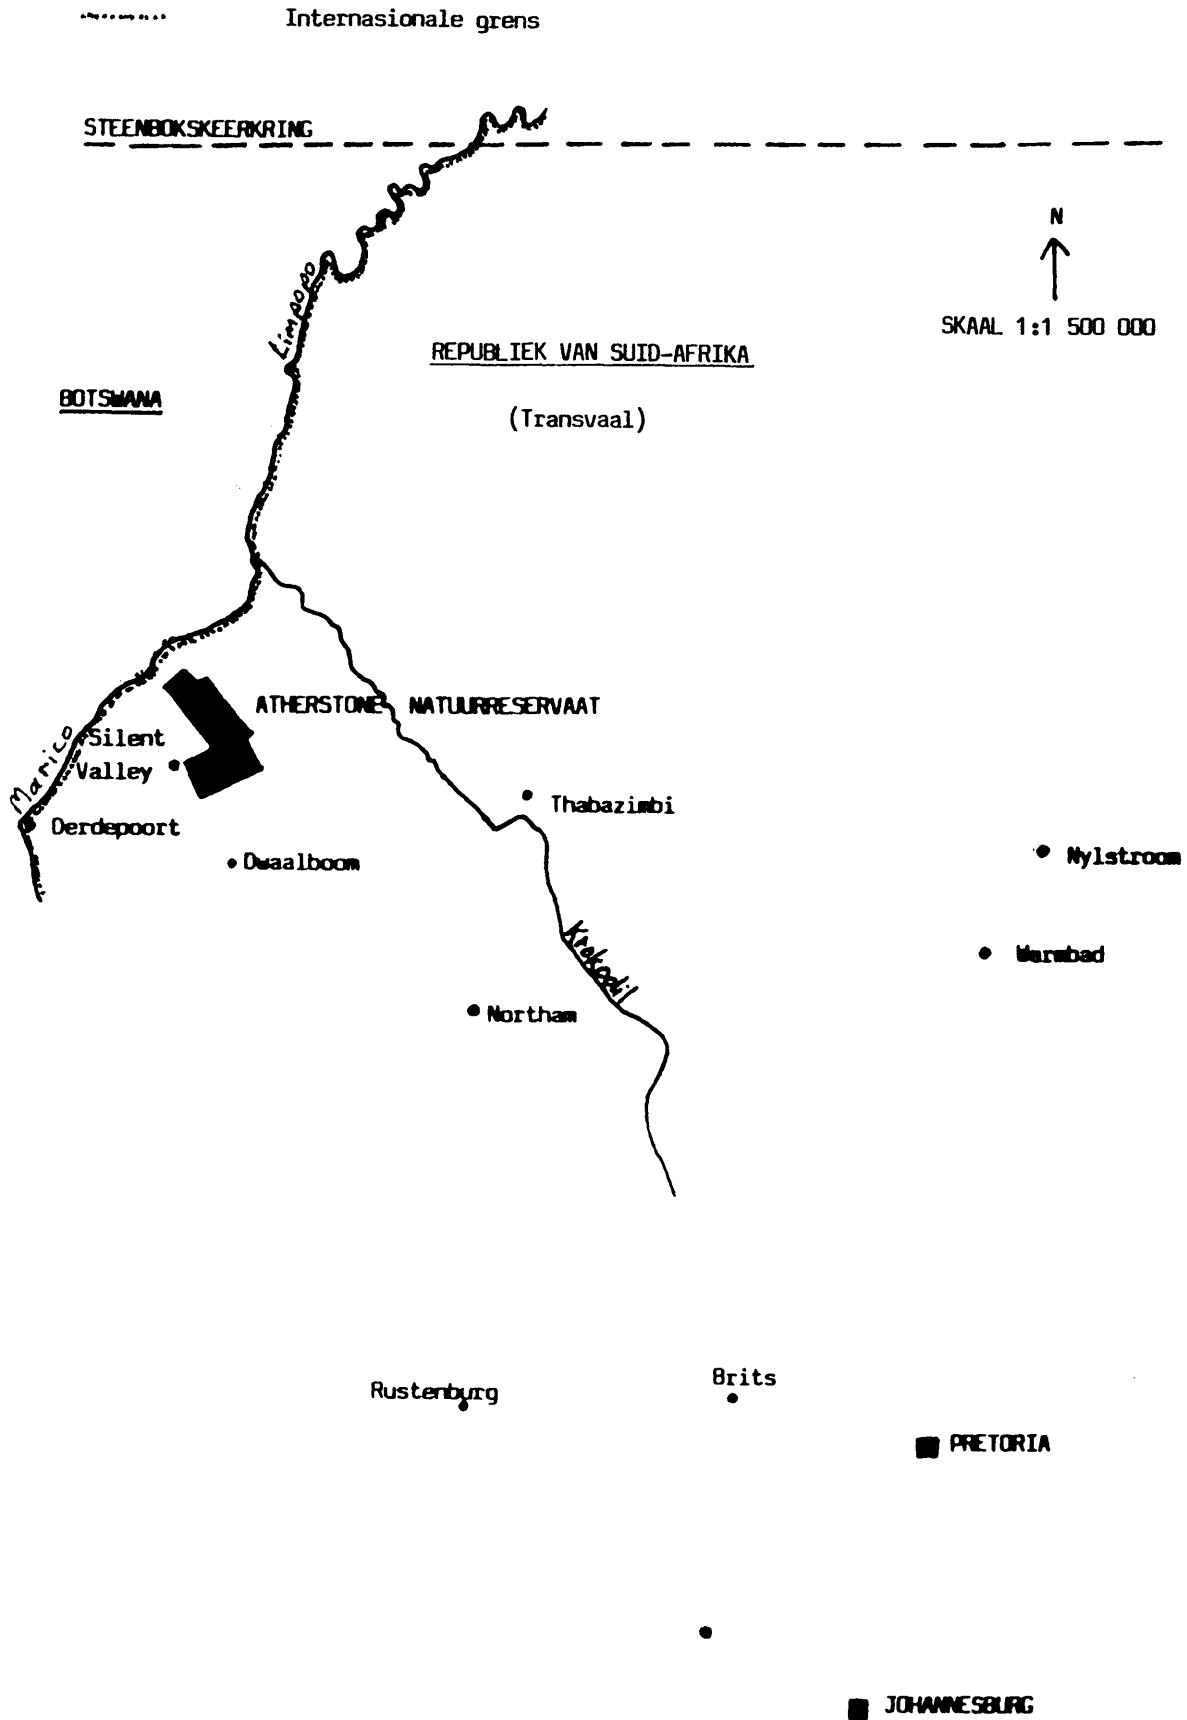 Internasionale grens
STEENBOKSKEERKRING
N
SKAAL 1:1 500 000
Limpopo
REPUBLIEK VAN SUID-AFRIKA
BOTSWANA
(Transvaal)
ATHERSTONE NATUURRESERVAAT
Marico
Silent
Valley
Thabazimbi
Derdepoort
Dwaalboom
Nylstroom
Krokodil
Warmbad
Northam
Rustenburg
Brits
PRETORIA
JOHANNESBURG